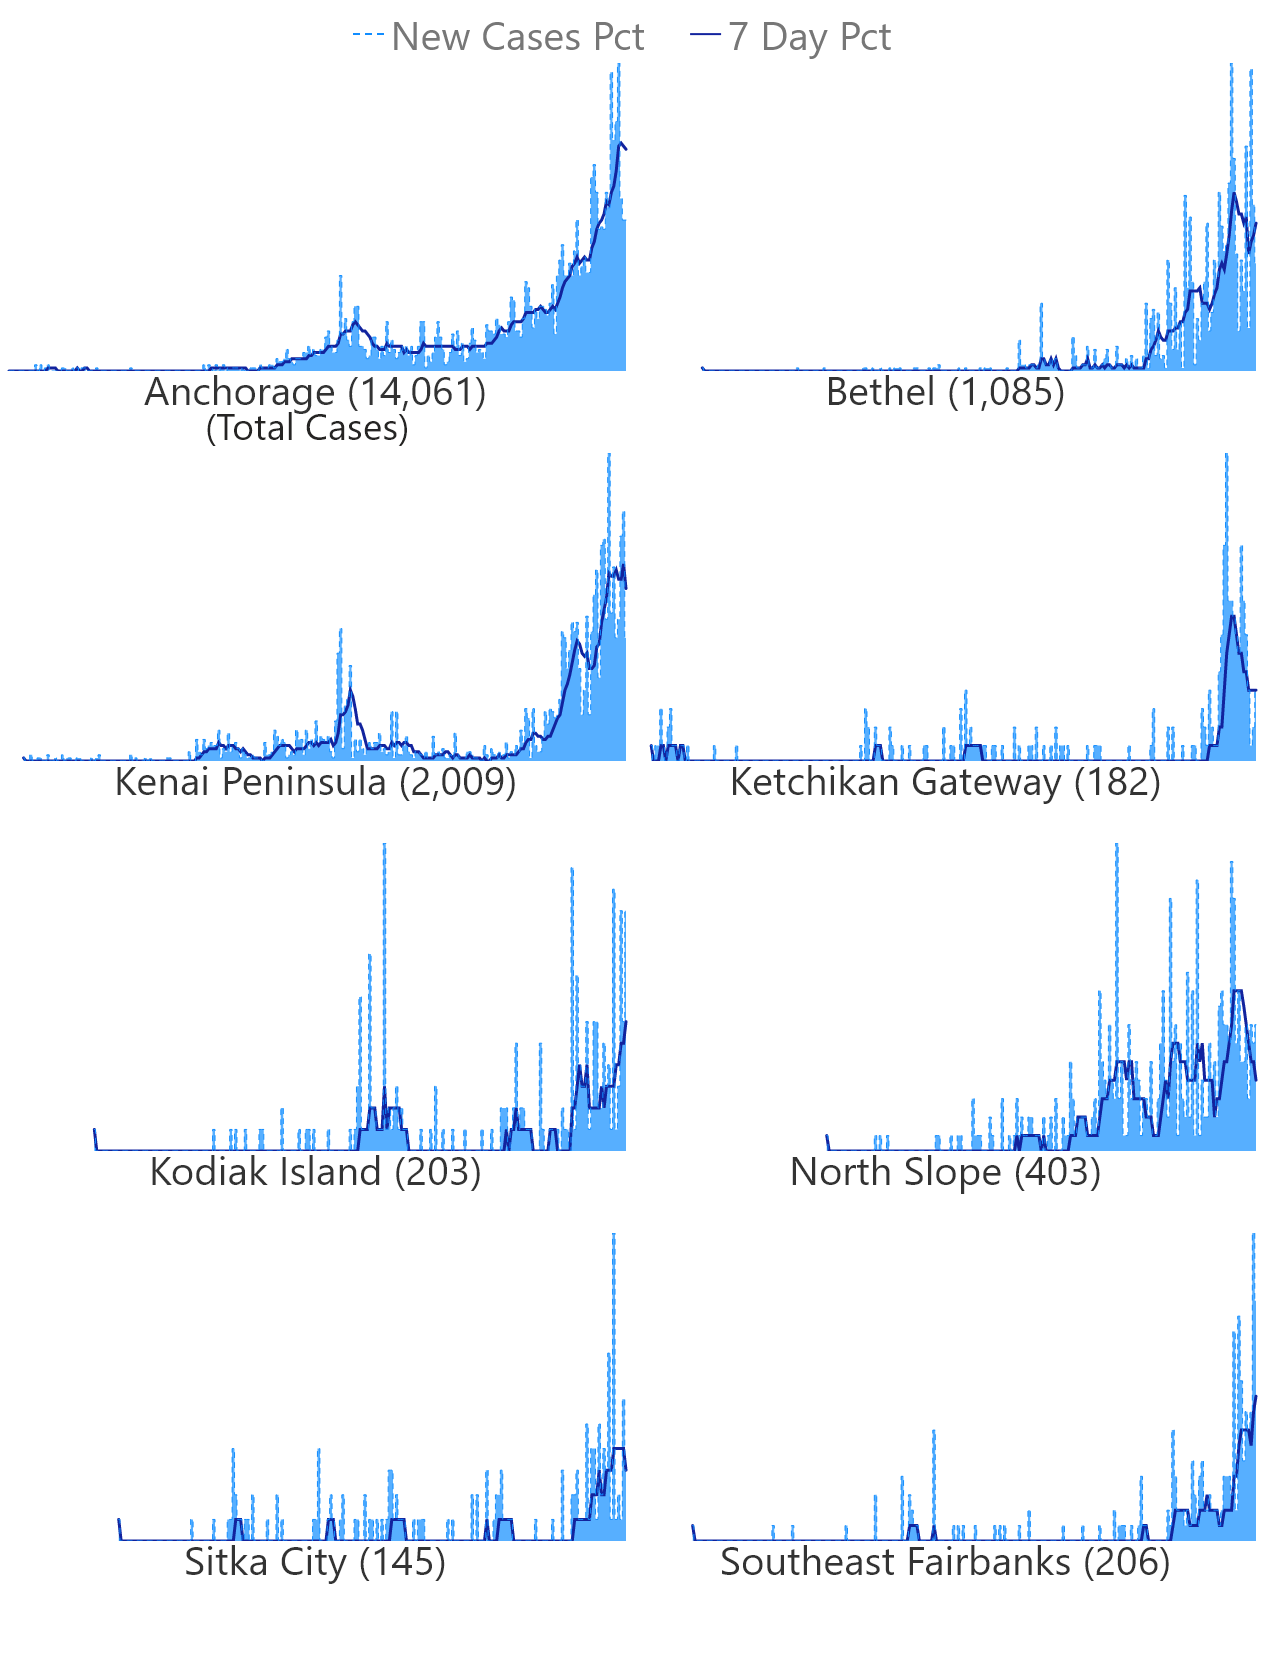 New Cases Pct 7 Day Pct
Anchorage (14,061)
(Total Cases)
Bethel (1,085)
Kenai Peninsula (2,009)
Ketchikan Gateway (182)
Kodiak Island (203)
North Slope (403)
Sitka City (145)
Southeast Fairbanks (206)